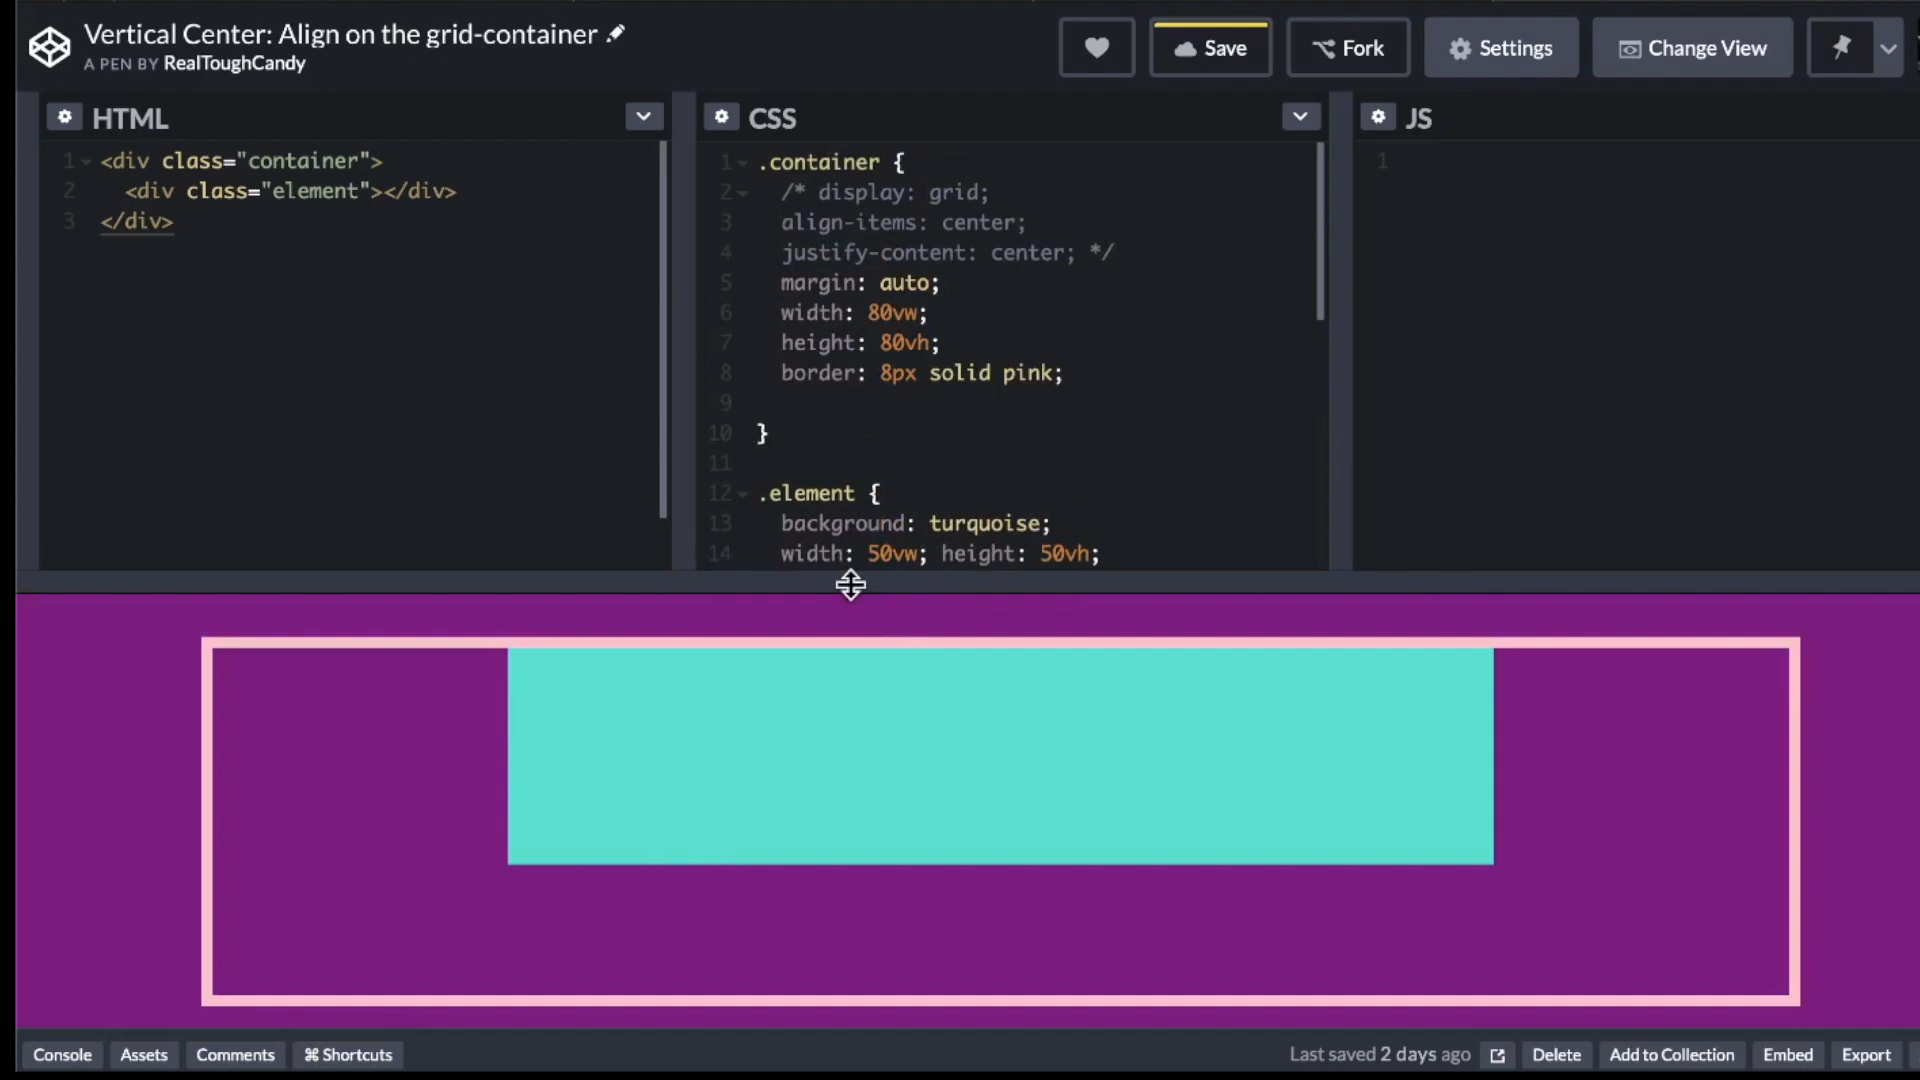 Vertical Center: Align on the grid-container
A PEN BY RealToughCandy
Save
Fork
Settings
Change View
HTML
1 <div class="container">
2 <div class="element"></div>
3 </div>
CSS
1 .container {
2 /* display: grid;
3 align-items: center;
4 justify-content: center; */
5 margin: auto;
6 width: 80vw;
7 height: 80vh;
8 border: 8px solid pink;
9
10 }
11
12 .element {
13 background: turquoise;
14 width: 50vw; height: 50vh;
JS
1
Console Assets Comments ⌘ Shortcuts Last saved 2 days ago Delete Add to Collection Embed Export